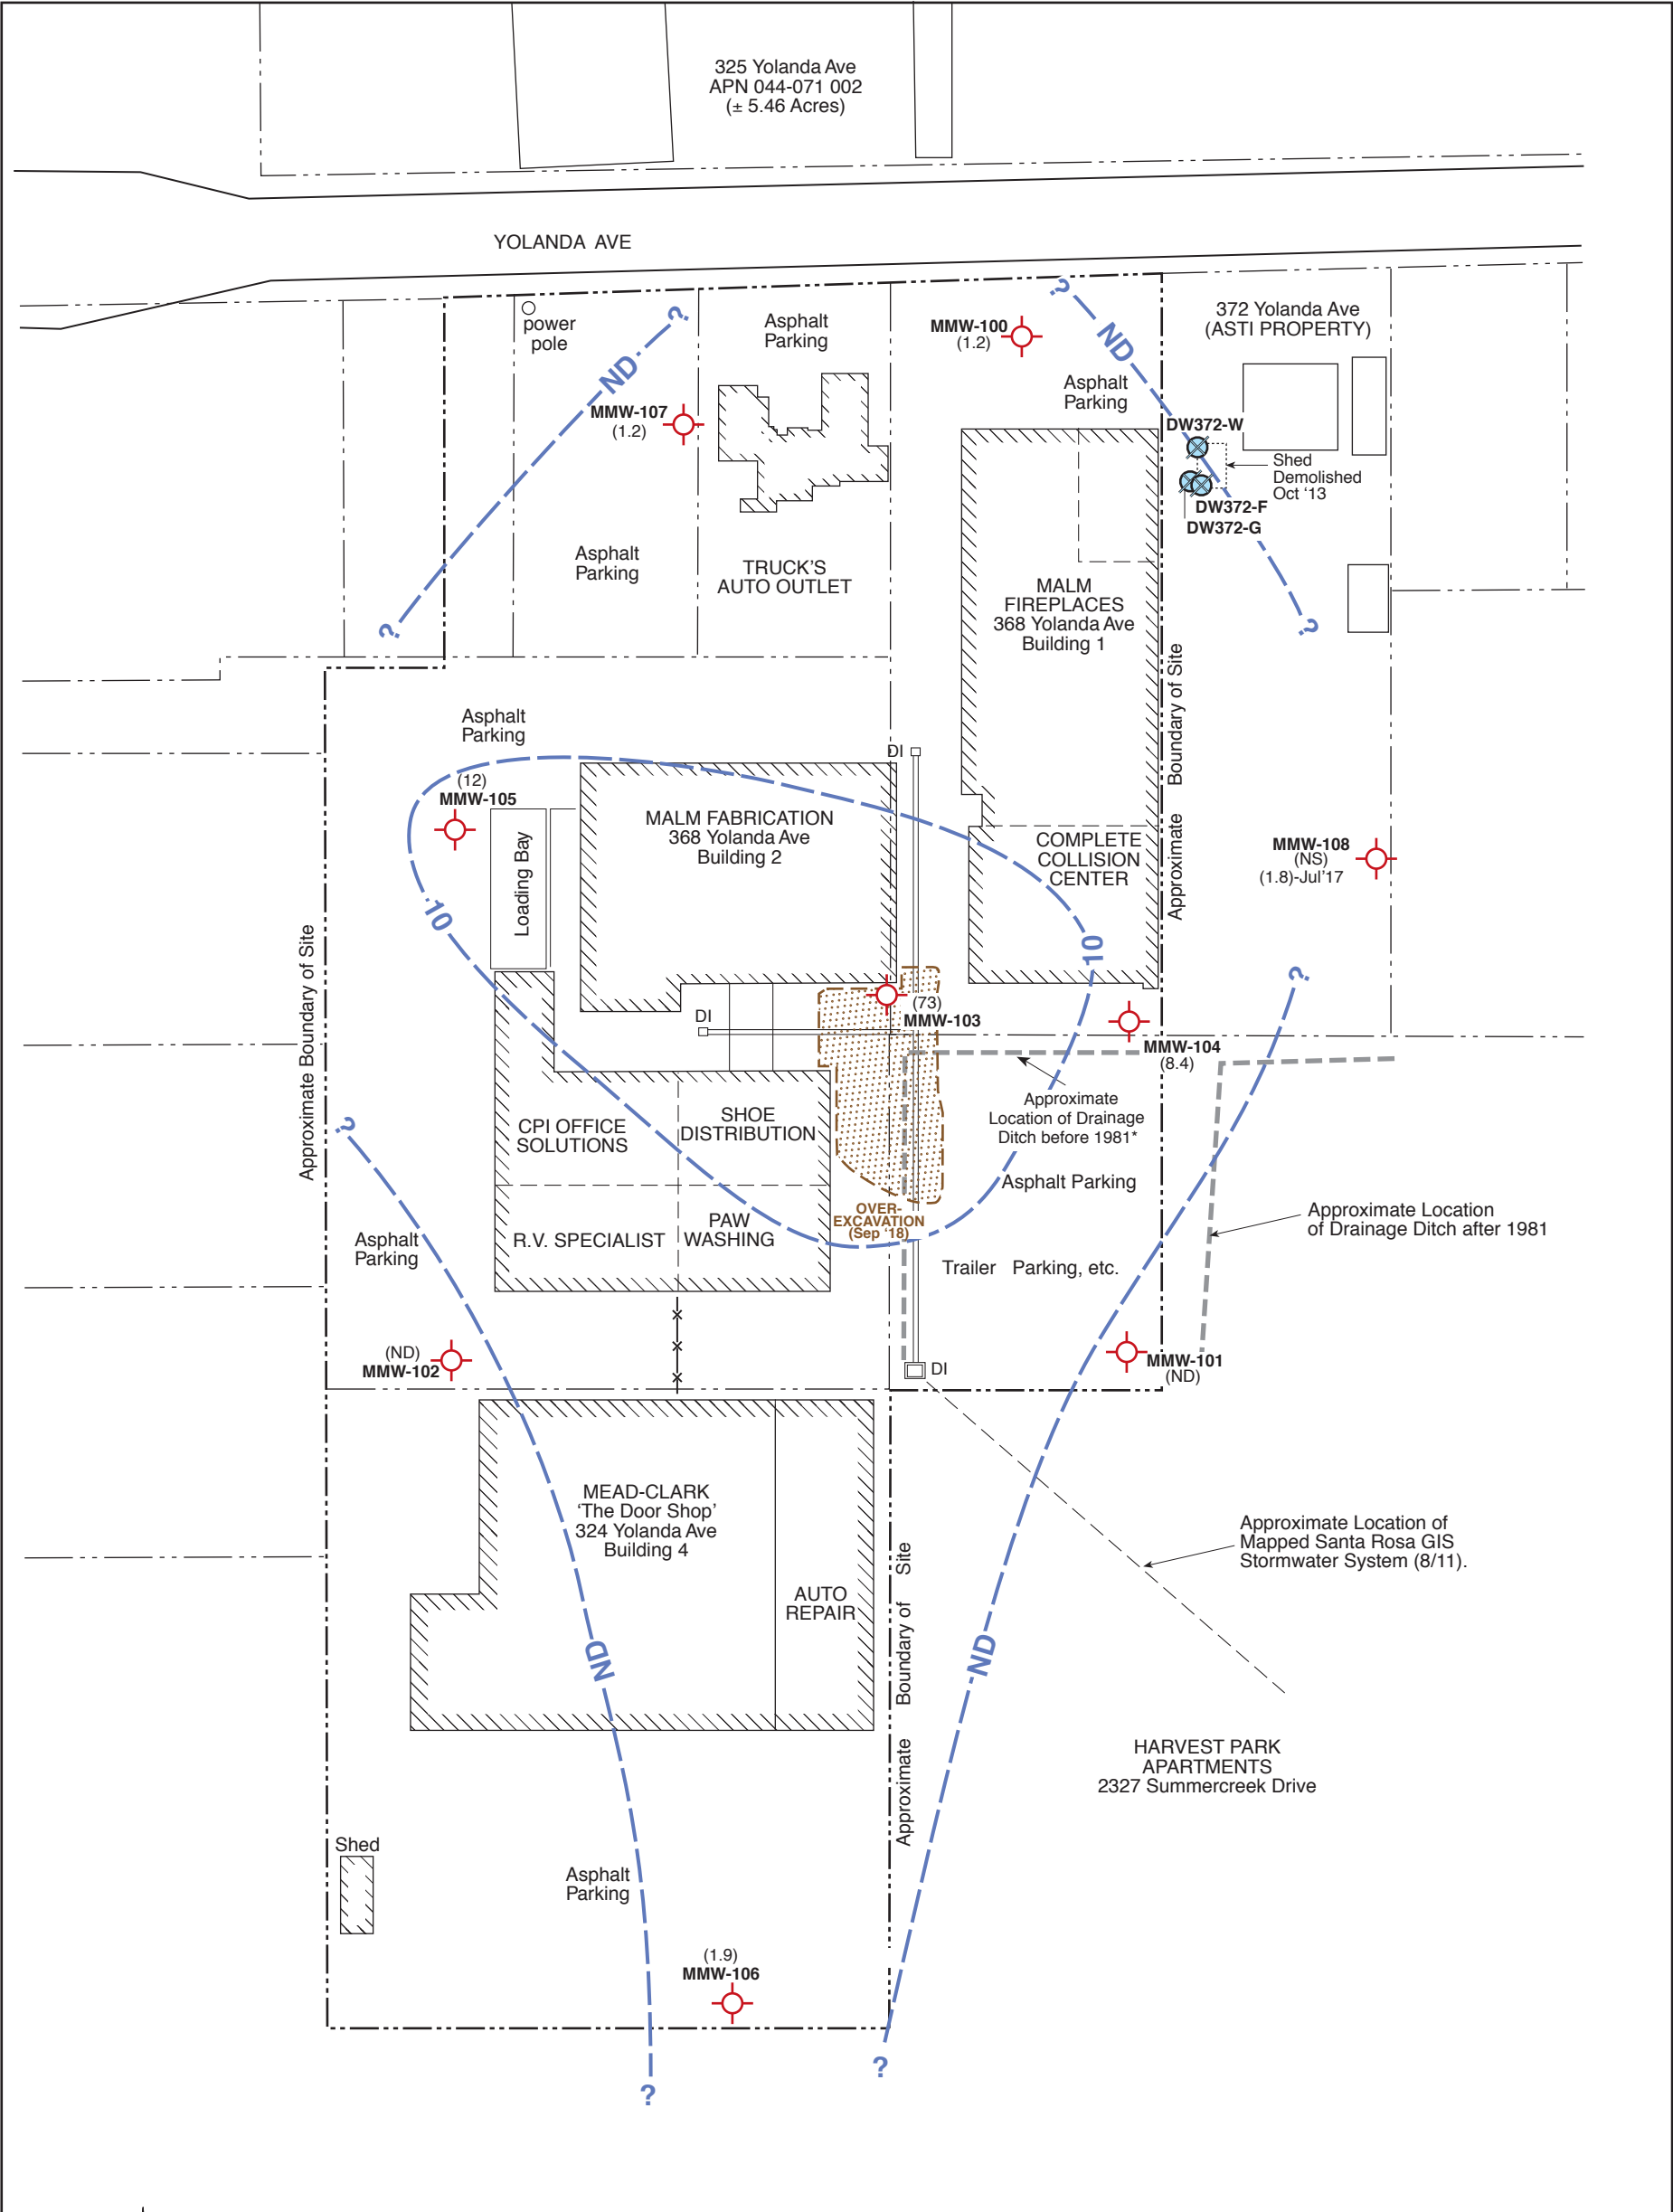 325 Yolanda Ave
APN 044-071 002
(± 5.46 Acres)
YOLANDA AVE
power
pole
Asphalt
Parking
?
ND
?
MMW-107
(1.2)
MMW-100
(1.2)
?
ND
?
Asphalt
Parking
372 Yolanda Ave
(ASTI PROPERTY)
DW372-W
Shed
Demolished
Oct ‘13
DW372-F
DW372-G
Asphalt
Parking
TRUCK'S
AUTO OUTLET
MALM
FIREPLACES
368 Yolanda Ave
Building 1
Approximate Boundary of Site
Asphalt
Parking
DI
(12)
MMW-105
Loading Bay
MALM FABRICATION
368 Yolanda Ave
Building 2
COMPLETE
COLLISION
CENTER
MMW-108
(NS)
(1.8)-Jul'17
10
10
Approximate Boundary of Site
DI
(73)
MMW-103
MMW-104
(8.4)
?
Approximate
Location of Drainage
Ditch before 1981*
?
CPI OFFICE
SOLUTIONS
SHOE
DISTRIBUTION
Asphalt Parking
OVER-
EXCAVATION
(Sep ‘18)
R.V. SPECIALIST
PAW
WASHING
Asphalt
Parking
Approximate Location
of Drainage Ditch after 1981
Trailer Parking, etc.
(ND)
MMW-102
DI
MMW-101
(ND)
MEAD-CLARK
‘The Door Shop’
324 Yolanda Ave
Building 4
AUTO
REPAIR
Approximate Boundary of Site
Approximate Location of
Mapped Santa Rosa GIS
Stormwater System (8/11).
ND
ND
HARVEST PARK
APARTMENTS
2327 Summercreek Drive
Shed
Asphalt
Parking
(1.9)
MMW-106
?
?